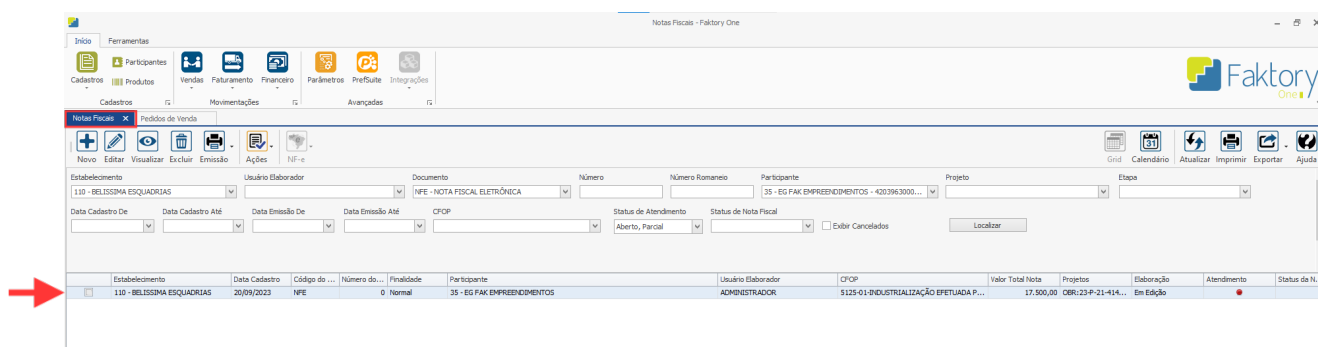 Notas Fiscais - Faktory One
Início Ferramentas
Cadastros Participantes Produtos Vendas Faturamento Financeiro Parâmetros PrefSuite Integrações
Cadastros Movimentações Avançadas
Faktory
One
Notas Fiscais X Pedidos de Venda
Novo Editar Visualizar Excluir Emissão Ações NF-e Grid Calendário Atualizar Imprimir Exportar Ajuda
Estabelecimento Usuário Elaborador Documento Número Número Romaneio Participante Projeto Etapa
110 - BELISSIMA ESQUADRIAS NFE - NOTA FISCAL ELETRÔNICA 35 - EG FAK EMPREENDIMENTOS - 4203963000...
Data Cadastro De Data Cadastro Até Data Emissão De Data Emissão Até CFOP Status de Atendimento Status de Nota Fiscal
Aberto, Parcial Exibir Cancelados Localizar
Estabelecimento Data Cadastro Código do ... Número do... Finalidade Participante Usuário Elaborador CFOP Valor Total Nota Projetos Elaboração Atendimento Status da N.
110 - BELISSIMA ESQUADRIAS 20/09/2023 NFE 0 Normal 35 - EG FAK EMPREENDIMENTOS ADMINISTRADOR 5125-01-INDUSTRIALIZAÇÃO EFETUADA P... 17.500,00 OBR:23-P-21-414... Em Edição